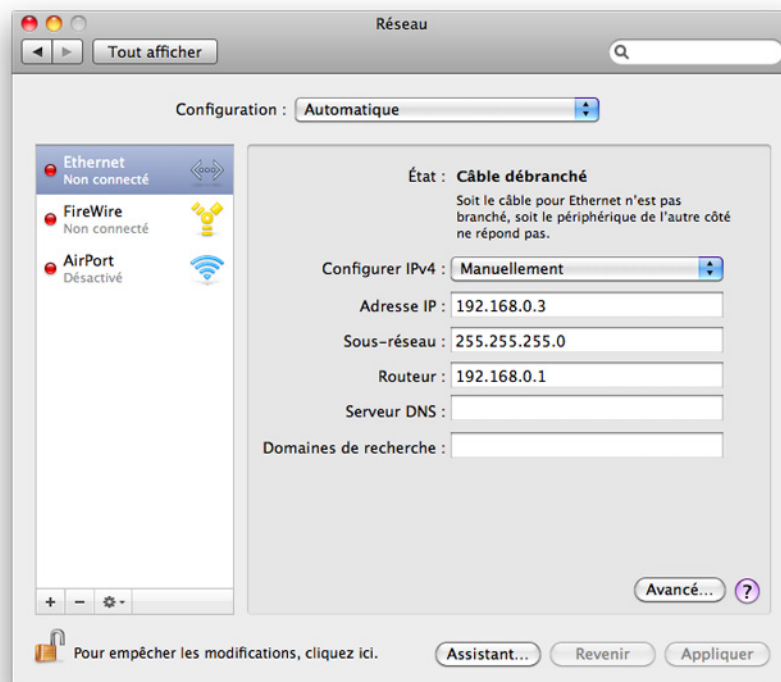 Réseau
Tout afficher
Configuration : Automatique
Ethernet
Non connecté
FireWire
Non connecté
AirPort
Désactivé
État : Câble débranché
Soit le câble pour Ethernet n'est pas
branché, soit le périphérique de l'autre côté
ne répond pas.
Configurer IPv4 : Manuellement
Adresse IP : 192.168.0.3
Sous-réseau : 255.255.255.0
Routeur : 192.168.0.1
Serveur DNS :
Domaines de recherche :
Avancé... ?
Pour empêcher les modifications, cliquez ici.
Assistant... Revenir Appliquer